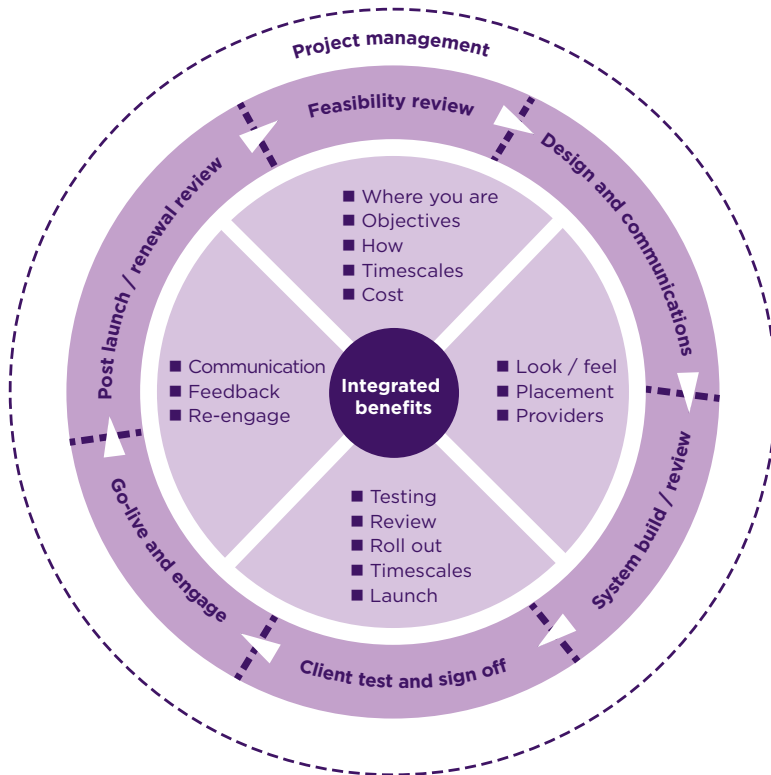 Project management
Feasibility review
Design and communications
System build / review
Client test and sign off
Go-live and engage
Post launch / renewal review
■ Where you are
■ Objectives
■ How
■ Timescales
■ Cost
■ Look / feel
■ Placement
■ Providers
■ Testing
■ Review
■ Roll out
■ Timescales
■ Launch
■ Communication
■ Feedback
■ Re-engage
Integrated
benefits